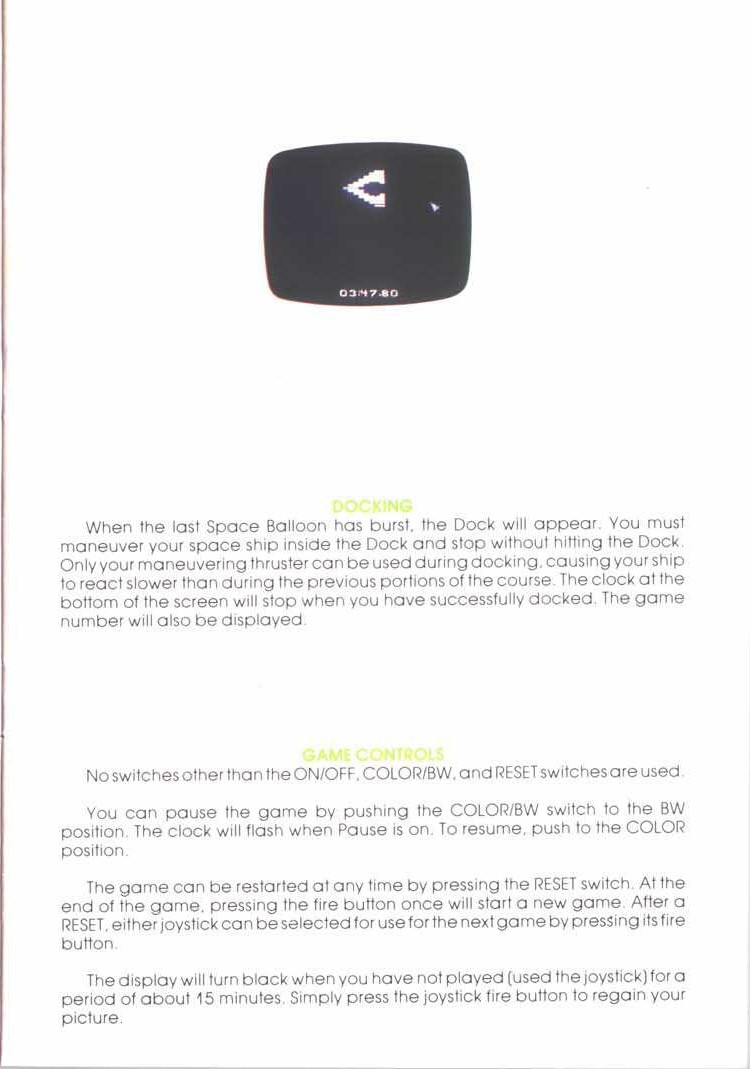 03:47.80
DOCKING
When the last Space Balloon has burst, the Dock will appear. You must
maneuver your space ship inside the Dock and stop without hitting the Dock.
Only your maneuvering thruster can be used during docking, causing your ship
to react slower than during the previous portions of the course. The clock at the
bottom of the screen will stop when you have successfully docked. The game
number will also be displayed.
GAME CONTROLS
No switches other than the ON/OFF, COLOR/BW, and RESET switches are used.
You can pause the game by pushing the COLOR/BW switch to the BW
position. The clock will flash when Pause is on. To resume, push to the COLOR
position.
The game can be restarted at any time by pressing the RESET switch. At the
end of the game, pressing the fire button once will start a new game. After a
RESET, either joystick can be selected for use for the next game by pressing its fire
button.
The display will turn black when you have not played (used the joystick) for a
period of about 15 minutes. Simply press the joystick fire button to regain your
picture.